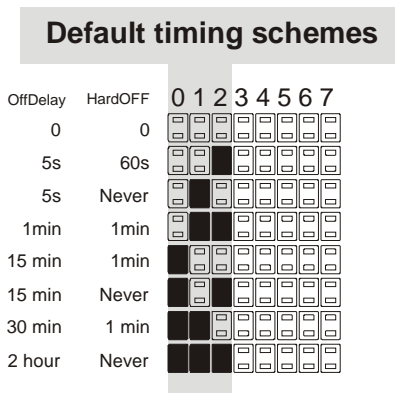 Default timing schemes
OffDelay HardOFF 0 1 2 3 4 5 6 7
0 0
5s 60s
5s Never
1min 1min
15 min 1min
15 min Never
30 min 1 min
2 hour Never